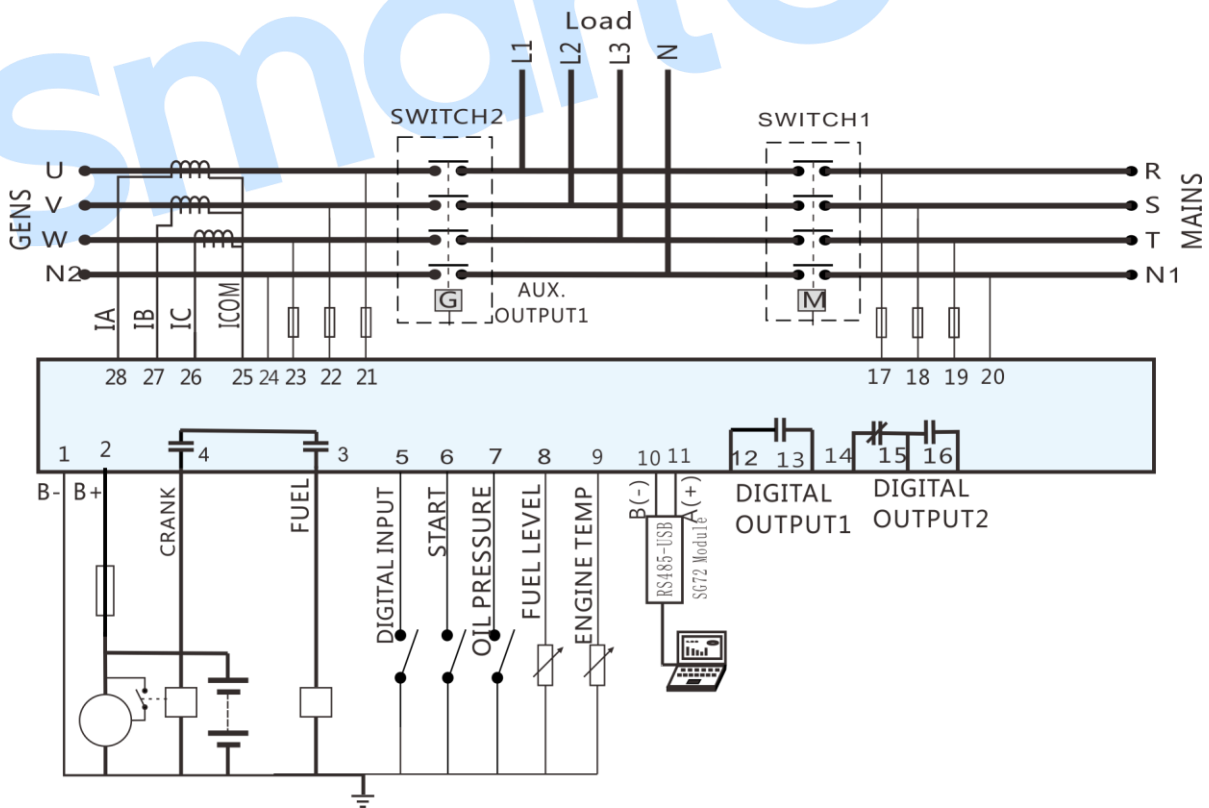 smart
Load
L1
L2
L3
N
SWITCH2
SWITCH1
U
V
W
N2
GENS
R
S
T
N1
MAINS
IA
IB
IC
ICOM
G
AUX.
OUTPUT1
M
28 27 26 25 24 23 22 21
17 18 19 20
1 2 4 3 5 6 7 8 9 10 11 12 13 14 15 16
B- B+
CRANK
FUEL
DIGITAL INPUT
START
OIL PRESSURE
FUEL LEVEL
ENGINE TEMP
B(-)
A(+)
RS485-USB
SG72 Module
DIGITAL
OUTPUT1
DIGITAL
OUTPUT2